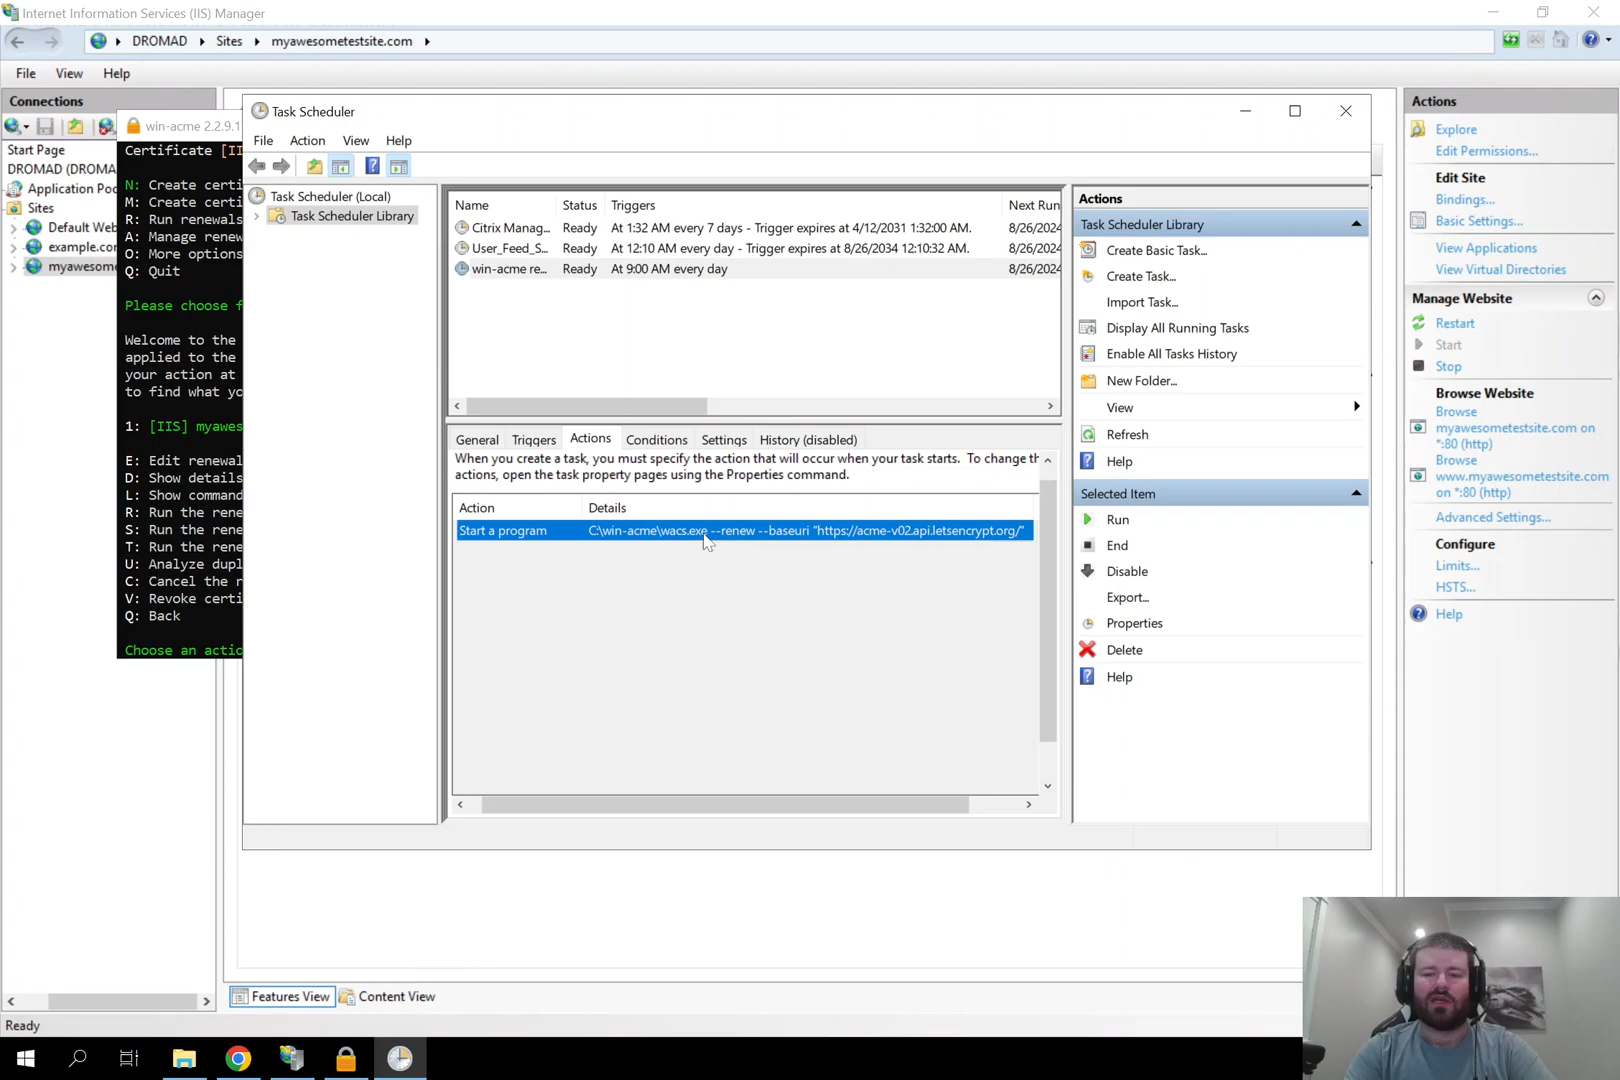 Internet Information Services (IIS) Manager
DROMAD
Sites
myawesometestsite.com
File
View
Help
Connections
Start Page
DROMAD (DROMA
Application Poo
Sites
Default Web
example.co
myawesome
win-acme 2.2.9.1
Certificate [II
N: Create certi
M: Create certi
R: Run renewals
A: Manage renew
O: More options
Q: Quit
Please choose f
Welcome to the
applied to the
your action at
to find what yo
1: [IIS] myawes
E: Edit renewal
D: Show details
L: Show command
R: Run the rene
S: Run the rene
T: Run the rene
U: Analyze dupl
C: Cancel the r
V: Revoke certi
Q: Back
Choose an actio
Task Scheduler
File
Action
View
Help
Task Scheduler (Local)
Task Scheduler Library
Name
Status
Triggers
Next Run
Citrix Manag...
Ready
At 1:32 AM every 7 days - Trigger expires at 4/12/2031 1:32:00 AM.
8/26/2024
User_Feed_S...
Ready
At 12:10 AM every day - Trigger expires at 8/26/2034 12:10:32 AM.
8/26/2024
win-acme re...
Ready
At 9:00 AM every day
8/26/2024
General
Triggers
Actions
Conditions
Settings
History (disabled)
When you create a task, you must specify the action that will occur when your task starts. To change th
actions, open the task property pages using the Properties command.
Action
Details
Start a program
C:\win-acme\wacs.exe --renew --baseuri "https://acme-v02.api.letsencrypt.org/"
Actions
Task Scheduler Library
Create Basic Task...
Create Task...
Import Task...
Display All Running Tasks
Enable All Tasks History
New Folder...
View
Refresh
Help
Selected Item
Run
End
Disable
Export...
Properties
Delete
Help
Actions
Explore
Edit Permissions...
Edit Site
Bindings...
Basic Settings...
View Applications
View Virtual Directories
Manage Website
Restart
Start
Stop
Browse Website
Browse
myawesometestsite.com on
*:80 (http)
Browse
www.myawesometestsite.com
on *:80 (http)
Advanced Settings...
Configure
Limits...
HSTS...
Help
Features View
Content View
Ready